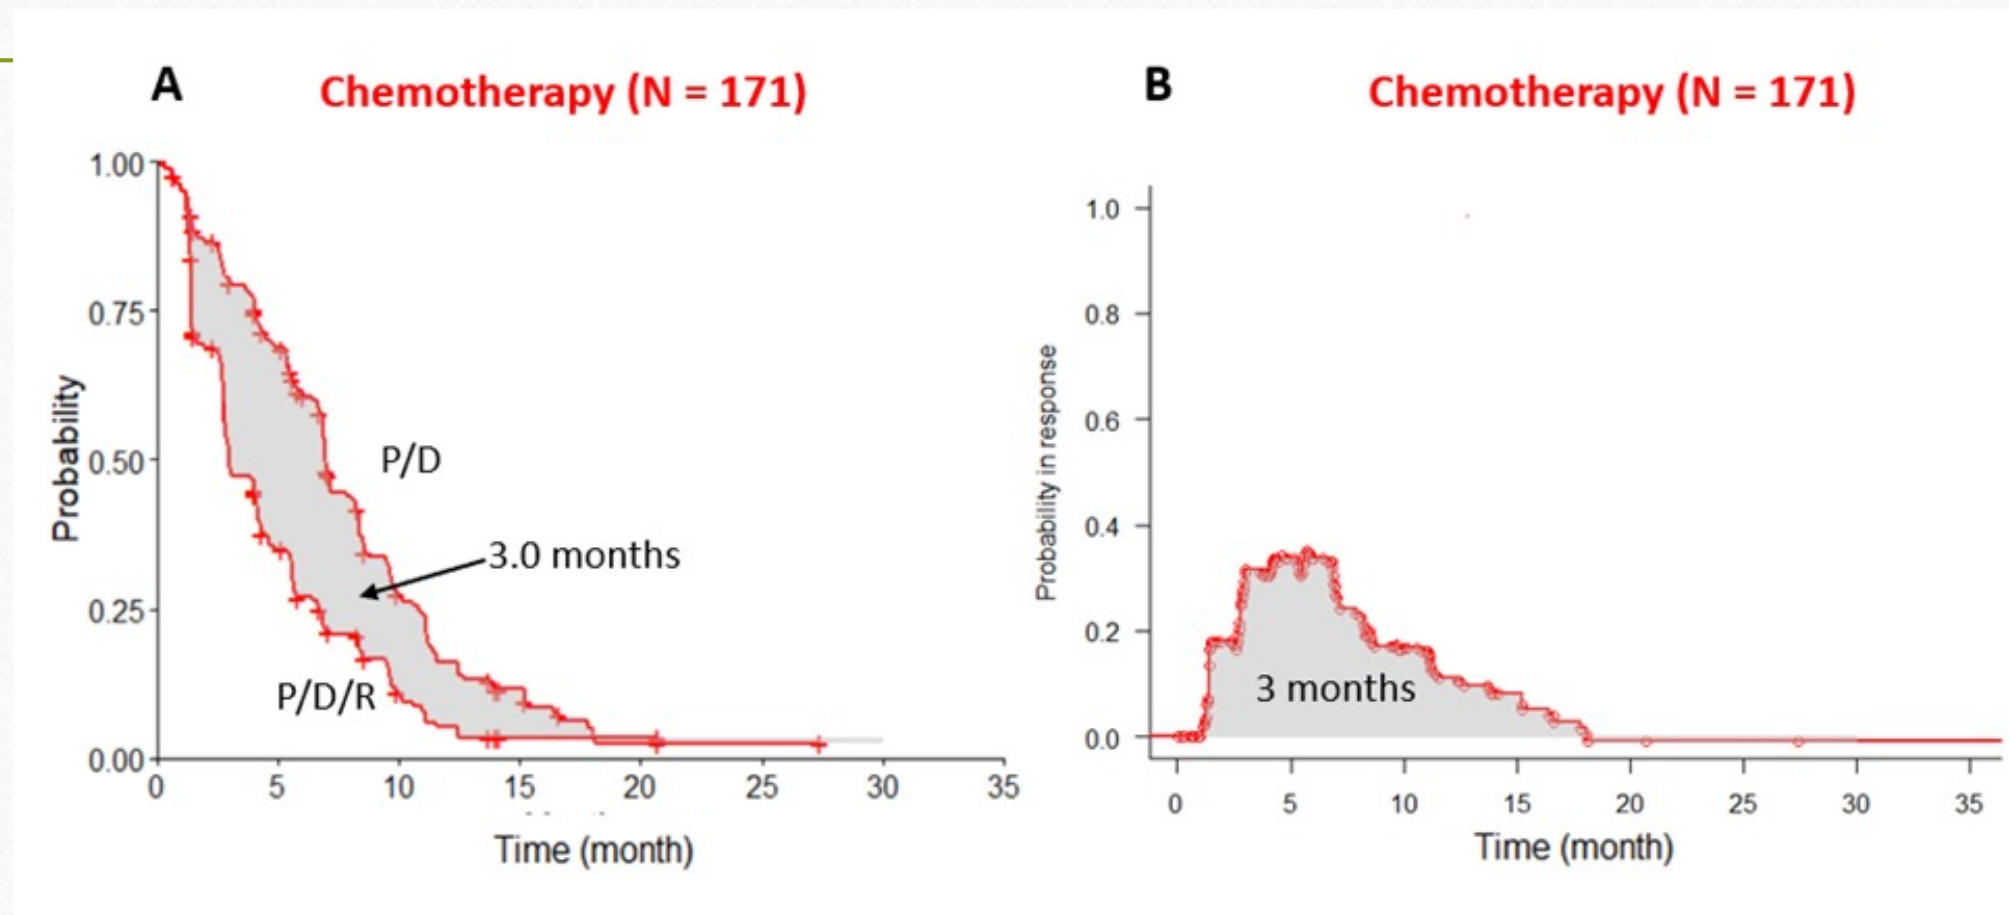 A
Chemotherapy (N = 171)
1.00
0.75
0.50
0.25
0.00
Probability
P/D
3.0 months
P/D/R
0 5 10 15 20 25 30 35
Time (month)
B
Chemotherapy (N = 171)
1.0
0.8
0.6
0.4
0.2
0.0
Probability in response
3 months
0 5 10 15 20 25 30 35
Time (month)